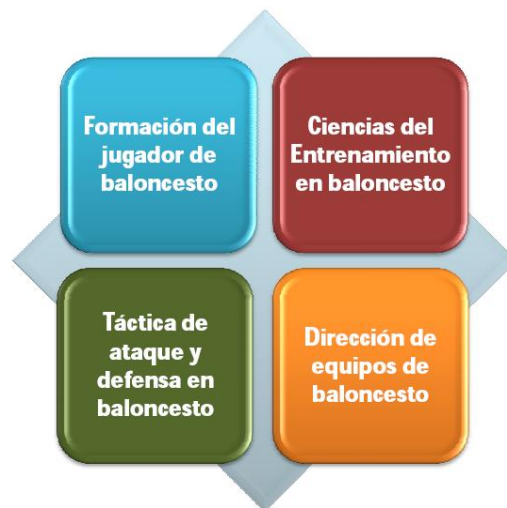 Formación del
jugador de
baloncesto
Ciencias del
Entrenamiento
en baloncesto
Táctica de
ataque y
defensa en
baloncesto
Dirección de
equipos de
baloncesto